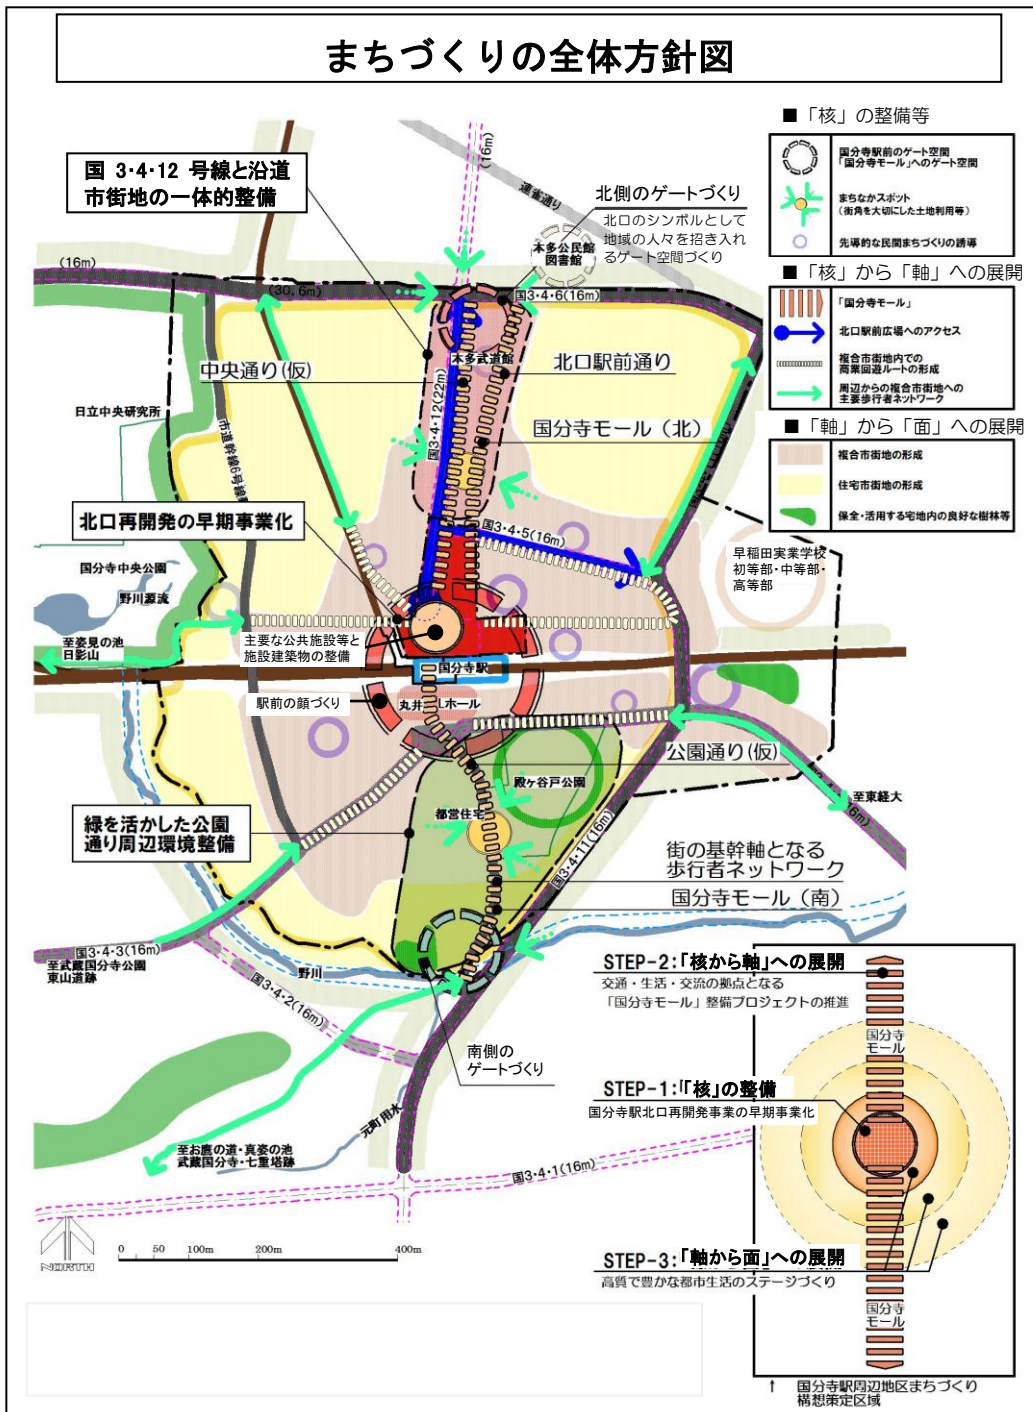 まちづくりの全体方針図
国 3・4・12 号線と沿道
市街地の一体的整備
(16m)
連雀通り
北側のゲートづくり
北口のシンボルとして
地域の人々を招き入れ
るゲート空間づくり
本多公民館
図書館
(16m)
(30.6m)
国3・4・6(16m)
本多武道館
中央通り(仮)
北口駅前通り
国3・4・12(22m)
日立中央研究所
国分寺モール（北）
北口再開発の早期事業化
国3・4・5(16m)
早稲田実業学校
初等部・中等部・
高等部
国分寺中央公園
野川源流
至姿見の池
日影山
主要な公共施設等と
施設建築物の整備
国分寺駅
駅前の顔づくり
丸井
Lホール
公園通り(仮)
殿ヶ谷戸公園
至東経大
都営住宅
緑を活かした公園
通り周辺環境整備
国3・4・11(16m)
街の基幹軸となる
歩行者ネットワーク
国分寺モール（南）
国3・4・3(16m)
至武蔵国分寺公園
東山道跡
野川
国3・4・2(16m)
南側の
ゲートづくり
元町用水
至お鷹の道・真姿の池
武蔵国分寺・七重塔跡
国3・4・1(16m)
NORTH
0 50 100m 200m 400m
■「核」の整備等
国分寺駅前のゲート空間
「国分寺モール」へのゲート空間
まちなかスポット
(街角を大切にした土地利用等)
先導的な民間まちづくりの誘導
■「核」から「軸」への展開
「国分寺モール」
北口駅前広場へのアクセス
複合市街地内での
商業回遊ルートの形成
周辺からの複合市街地への
主要歩行者ネットワーク
■「軸」から「面」への展開
複合市街地の形成
住宅市街地の形成
保全・活用する宅地内の良好な樹林等
STEP-2:「核から軸」への展開
交通・生活・交流の拠点となる
「国分寺モール」整備プロジェクトの推進
国分寺
モール
STEP-1:「核」の整備
国分寺駅北口再開発事業の早期事業化
STEP-3:「軸から面」への展開
高質で豊かな都市生活のステージづくり
国分寺
モール
↑ 国分寺駅周辺地区まちづくり
構想策定区域